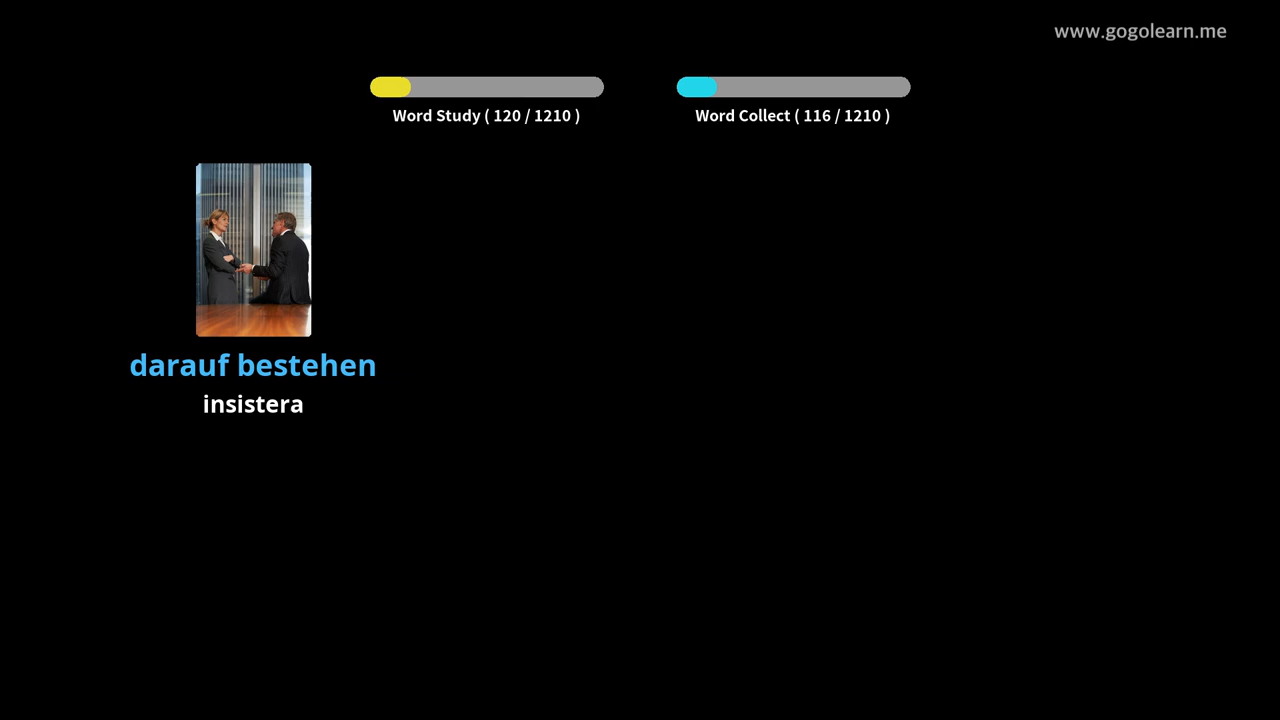 www.gogolearn.me
Word Study ( 120 / 1210 )
Word Collect ( 116 / 1210 )
darauf bestehen
insistera